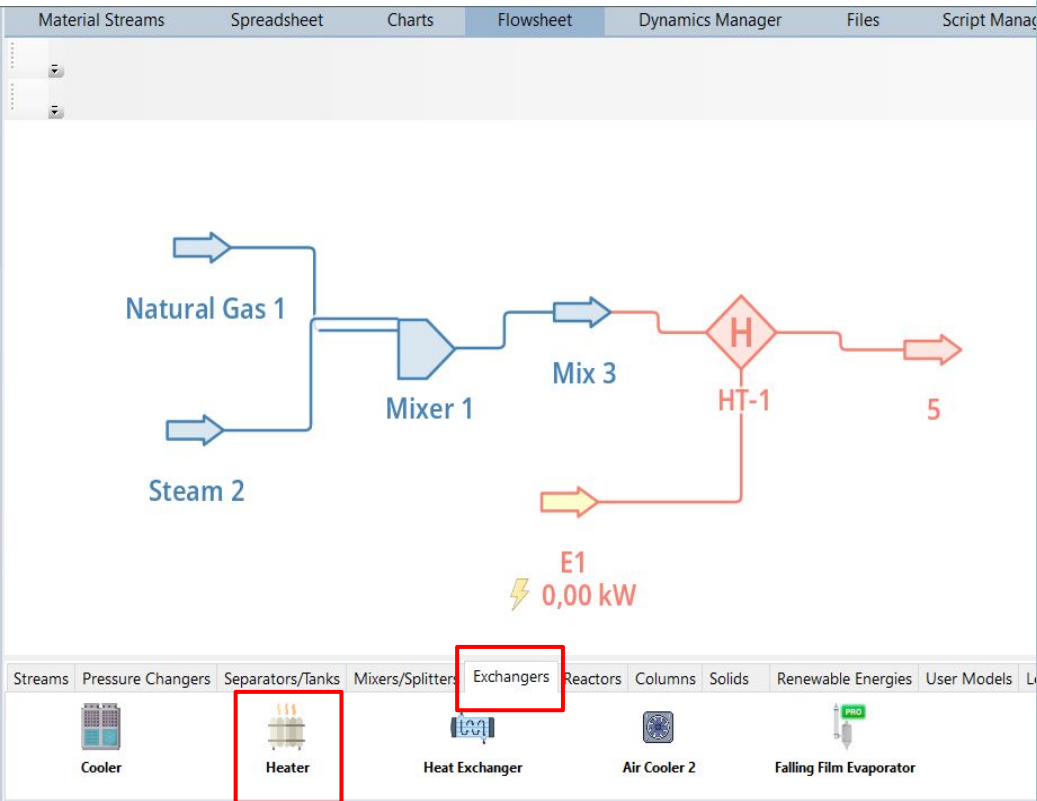 Material Streams Spreadsheet Charts Flowsheet Dynamics Manager Files Script Manag
Natural Gas 1
H
Mix 3
Mixer 1
HT-1
5
Steam 2
E1
0,00 kW
Streams Pressure Changers Separators/Tanks Mixers/Splitters Exchangers Reactors Columns Solids Renewable Energies User Models L
PRO
Cooler Heater Heat Exchanger Air Cooler 2 Falling Film Evaporator